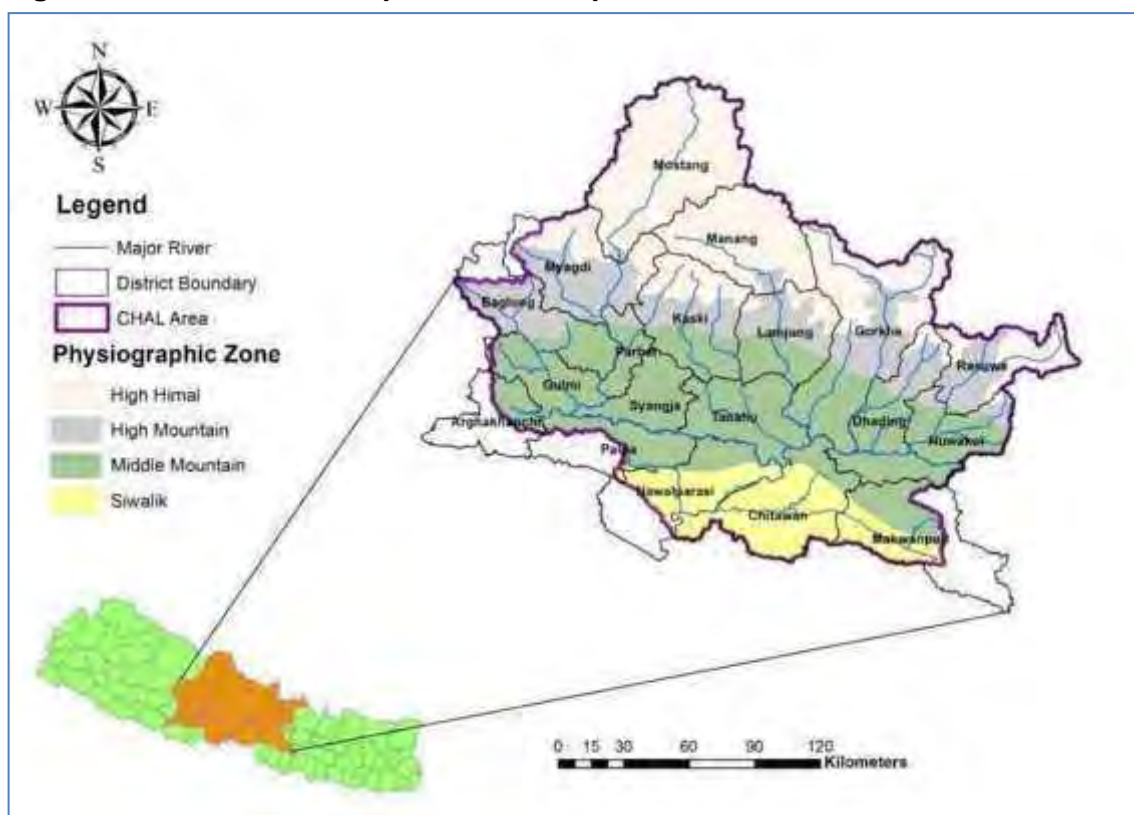 N
W E
S
Legend
Major River
District Boundary
CHAL Area
Physiographic Zone
High Himal
High Mountain
Middle Mountain
Siwalik
Mostang
Manang
Myagdi
Baglung
Kaski
Lamjung
Gorkha
Rasuwa
Parbat
Gulmi
Syangja
Tanahu
Dhading
Nuwakot
Arghakhanchi
Palpa
Nawalparasi
Chitawan
Makwanpur
0 15 30 60 90 120
Kilometers